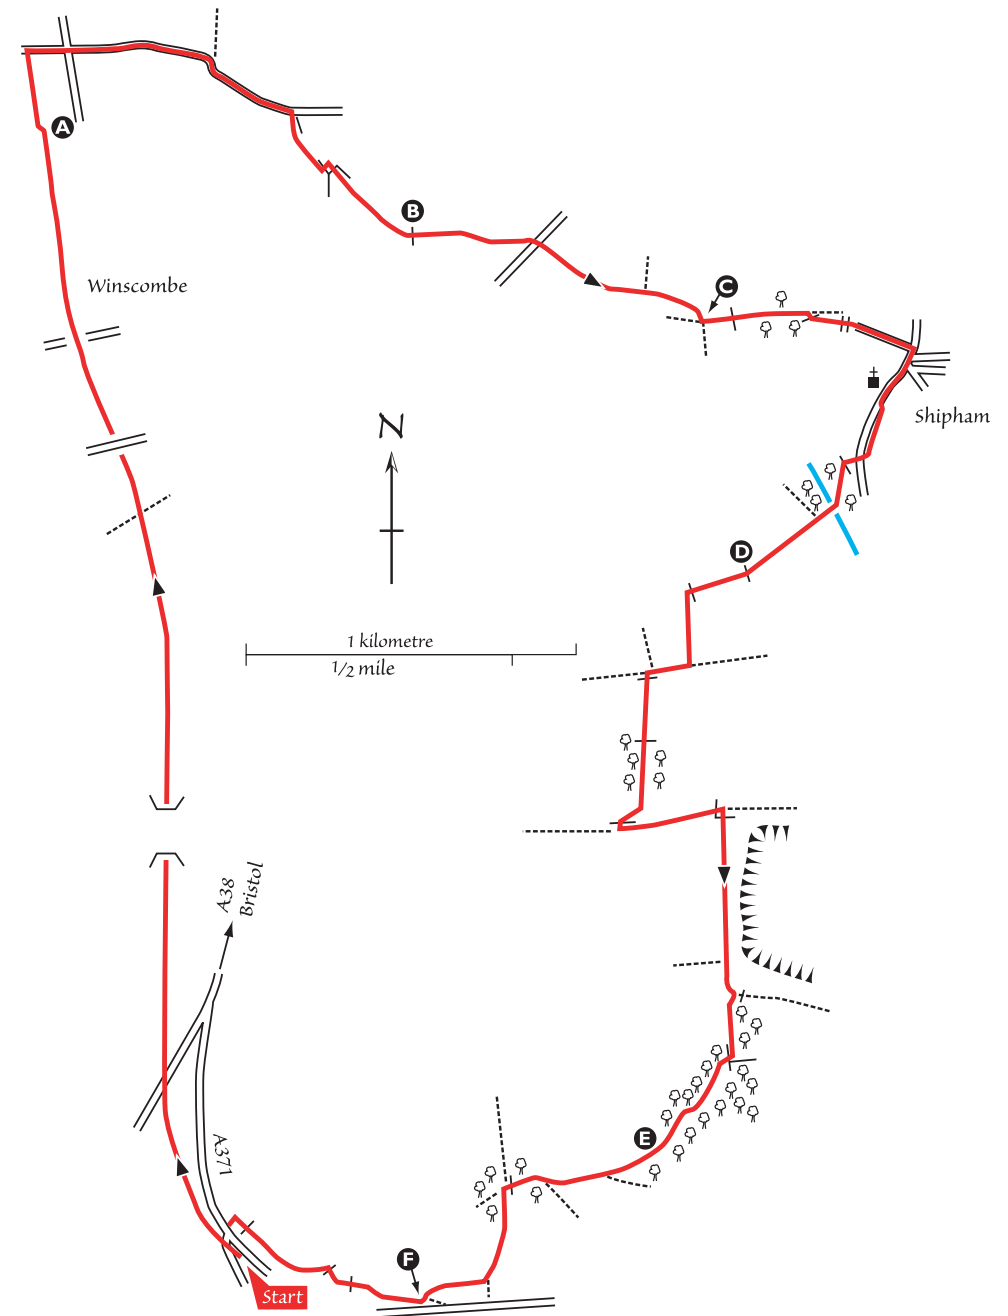 A
B
C
Winscombe
Shipham
N
D
1 kilometre
1/2 mile
A38
Bristol
A371
E
F
Start